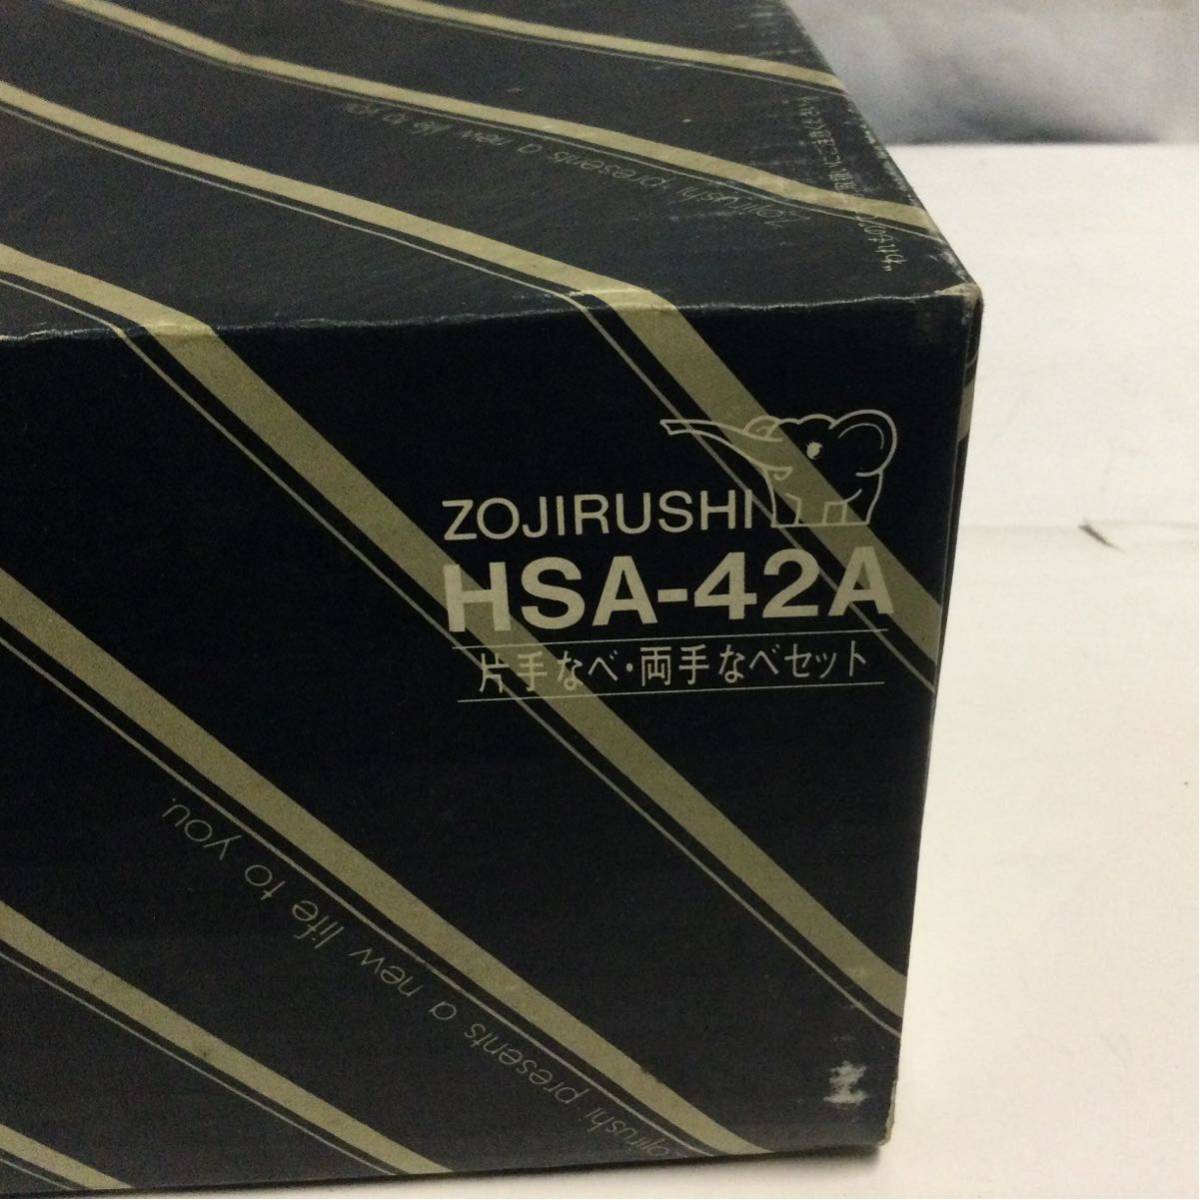 Zojirushi presents a new life to you.
ZOJIRUSHI
HSA-42A
片手なべ・両手なべセット
Zojirushi presents a new life to you.